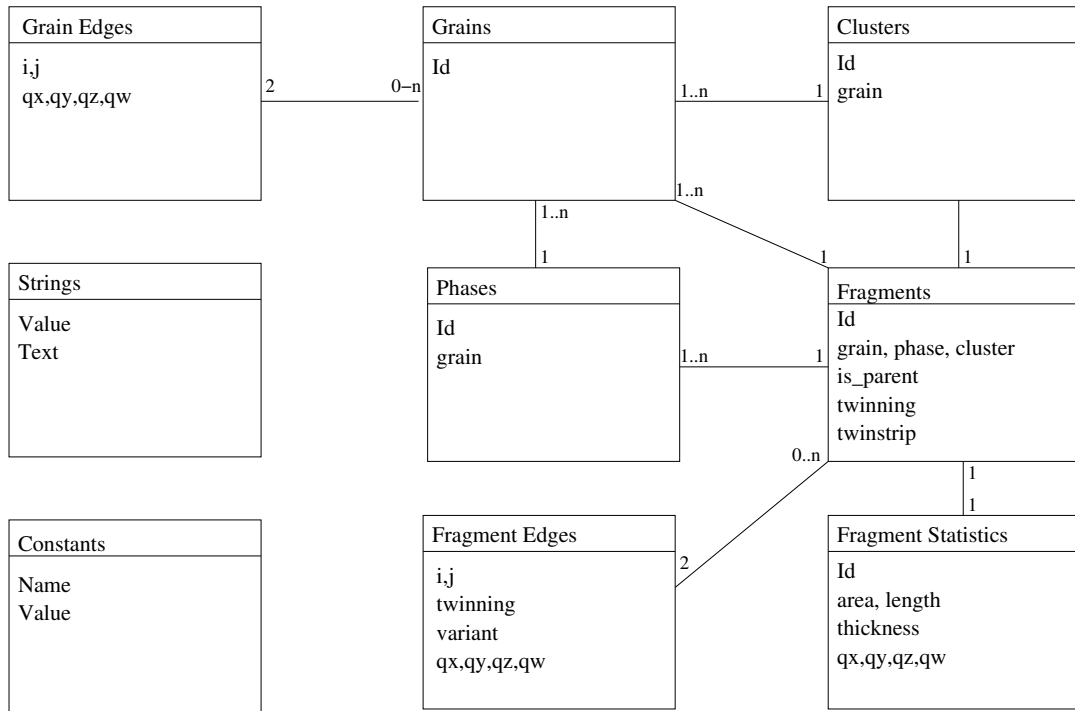 Grain Edges
i,j
qx,qy,qz,qw
2
0–n
Grains
Id
1..n
1
Clusters
Id
grain
1..n
1..n
1
1
1
Strings
Value
Text
Phases
Id
grain
1..n
1
Fragments
Id
grain, phase, cluster
is_parent
twinning
twinstrip
0..n
1
1
Constants
Name
Value
Fragment Edges
i,j
twinning
variant
qx,qy,qz,qw
2
Fragment Statistics
Id
area, length
thickness
qx,qy,qz,qw